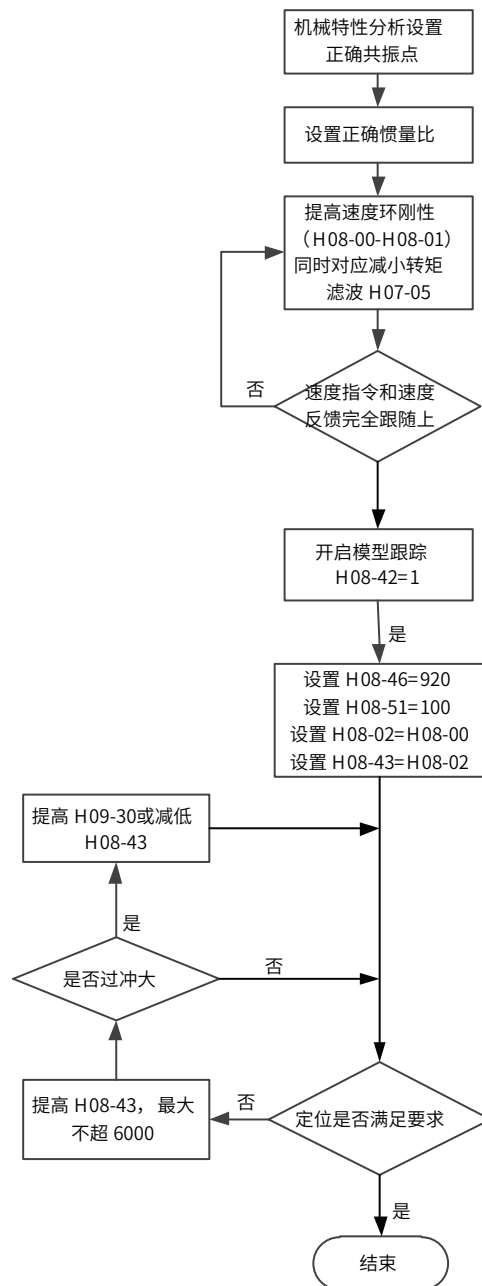 机械特性分析设置
正确共振点
设置正确惯量比
提高速度环刚性
（H08-00-H08-01）
同时对应减小转矩
滤波 H07-05
否
速度指令和速度
反馈完全跟随上
开启模型跟踪
H08-42=1
是
设置 H08-46=920
设置 H08-51=100
设置 H08-02=H08-00
设置 H08-43=H08-02
提高 H09-30或减低
H08-43
是
是否过冲大
否
提高 H08-43，最大
不超 6000
否
定位是否满足要求
是
结束